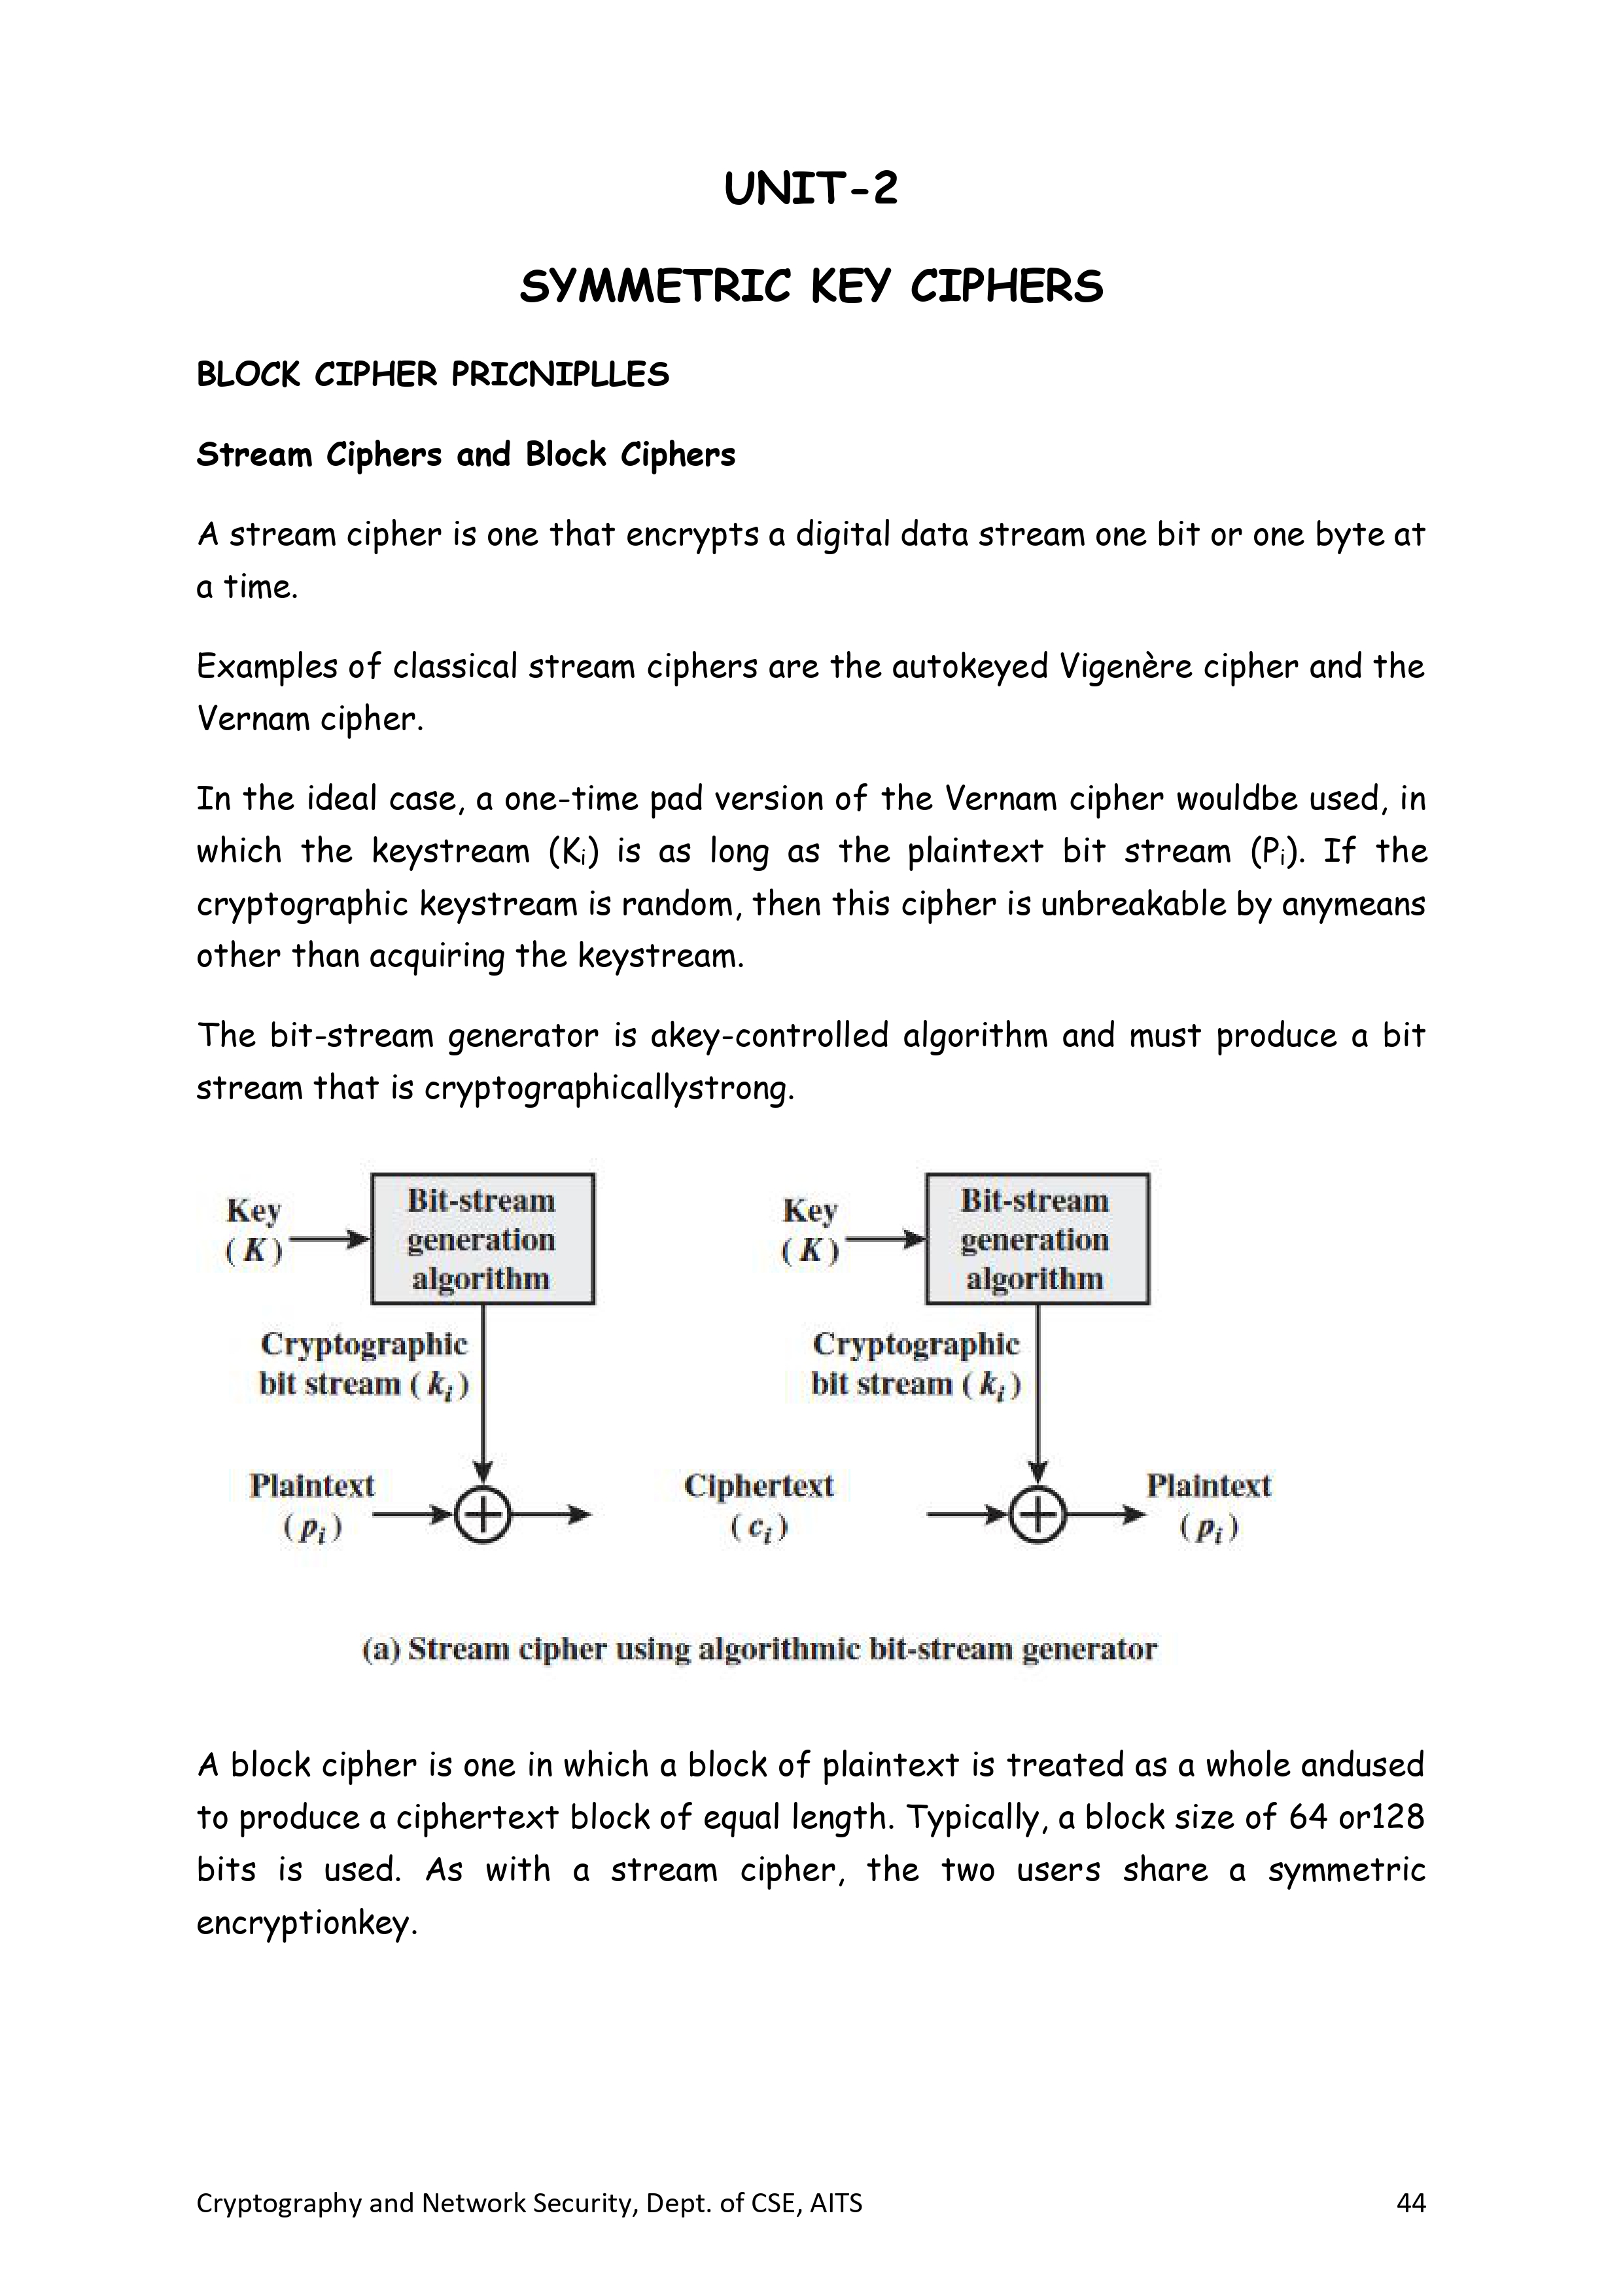 UNIT-2
SYMMETRIC KEY CIPHERS
BLOCK CIPHER PRICNIPLLES
Stream Ciphers and Block Ciphers
A stream cipher is one that encrypts a digital data stream one bit or one byte at
a time.
Examples of classical stream ciphers are the autokeyed Vigenère cipher and the
Vernam cipher.
In the ideal case, a one-time pad version of the Vernam cipher wouldbe used, in
which the keystream (Ki) is as long as the plaintext bit stream (Pi). If the
cryptographic keystream is random, then this cipher is unbreakable by anymeans
other than acquiring the keystream.
The bit-stream generator is akey-controlled algorithm and must produce a bit
stream that is cryptographicallystrong.
Key
(K)
Bit-stream
generation
algorithm
Cryptographic
bit stream (ki)
Plaintext
(pi)
Ciphertext
(ci)
Key
(K)
Bit-stream
generation
algorithm
Cryptographic
bit stream (ki)
Plaintext
(pi)
(a) Stream cipher using algorithmic bit-stream generator
A block cipher is one in which a block of plaintext is treated as a whole andused
to produce a ciphertext block of equal length. Typically, a block size of 64 or128
bits is used. As with a stream cipher, the two users share a symmetric
encryptionkey.
Cryptography and Network Security, Dept. of CSE, AITS 44